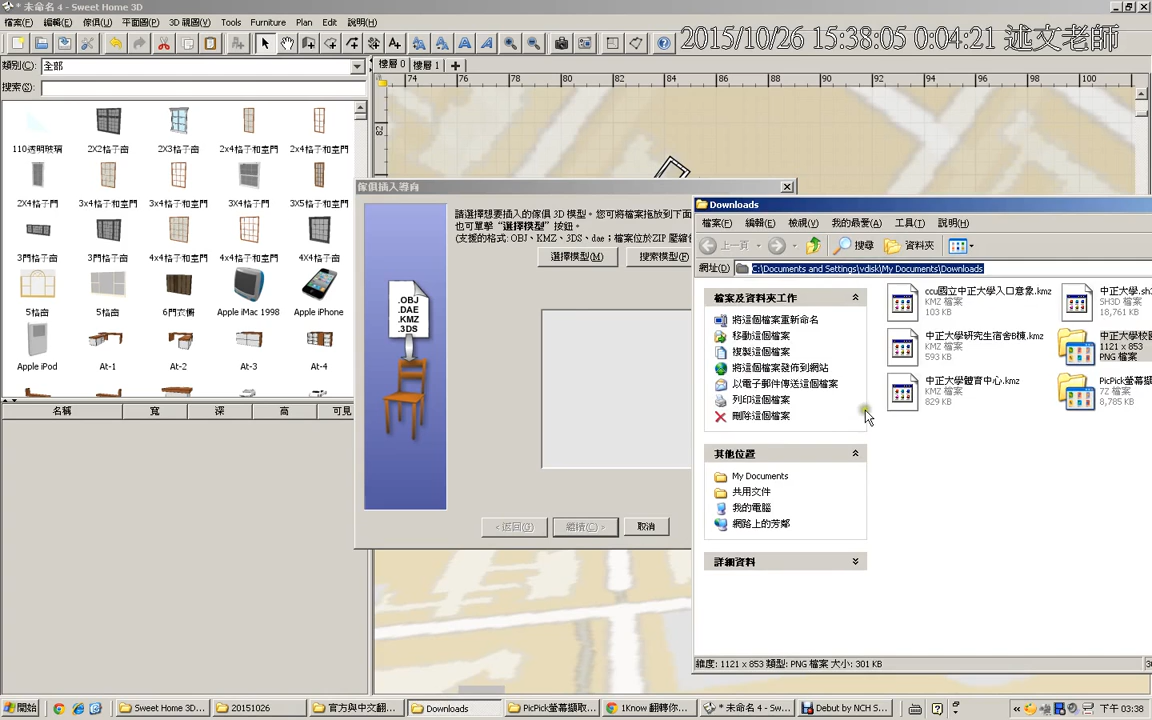 * 未命名 4 - Sweet Home 3D
檔案(F) 編輯(E) 傢俱(U) 平面圖(P) 3D 視圖(V) Tools Furniture Plan Edit 說明(H)
2015/10/26 15:38:05 0:04:21 述文老師
類別(C): 全部
搜索(S):
樓層 0 樓層 1
74 76 78 80 82 84 86 88 90 92 94 96 98 100
82
110透明玻璃 2X2格子窗 2X3格子窗 2x4格子和室門 2x4格子和室門
2X4格子門 3x4格子和室門 3x4格子和室門 3X4格子門 3X5格子和室門
3門格窗 3門格窗 3x4格子和室門 3x4格子和室門 4X4格子窗
5格窗 5格窗 6門衣櫥 Apple iMac 1998 Apple iPhone
Apple iPod At-1 At-2 At-3 At-4
名稱 寬 深 高 可見
傢俱插入導向
請選擇想要插入的傢俱 3D 模型。您可將檔案拖放到下面
也可單擊 "選擇模型" 按鈕。
(支援的格式: OBJ、KMZ、3DS、dae；檔案位於ZIP 壓縮
選擇模型(M) 搜索模型(F)
.OBJ
.DAE
.KMZ
.3DS
<返回(G) 繼續(C) > 取消
Downloads
檔案(F) 編輯(E) 檢視(V) 我的最愛(A) 工具(T) 說明(H)
上一頁 搜尋 資料夾
網址(D) C:\Documents and Settings\vdisk\My Documents\Downloads
檔案及資料夾工作
將這個檔案重新命名
移動這個檔案
複製這個檔案
將這個檔案發佈到網站
以電子郵件傳送這個檔案
列印這個檔案
刪除這個檔案
其他位置
My Documents
共用文件
我的電腦
網路上的芳鄰
詳細資料
ccu國立中正大學入口意象.kmz
KMZ 檔案
103 KB
中正大學.sh3
SH3D 檔案
18,761 KB
中正大學研究生宿舍B棟.kmz
KMZ 檔案
593 KB
中正大學校園
1121 x 853
PNG 檔案
中正大學體育中心.kmz
KMZ 檔案
829 KB
PicPick螢幕擷
7Z 檔案
8,785 KB
維度: 1121 x 853 類型: PNG 檔案 大小: 301 KB
開始 Sweet Home 3D... 20151026 官方與中文翻... Downloads PicPick螢幕擷取... 1Know 翻轉你... * 未命名 4 - Sw... Debut by NCH S... 下午 03:38